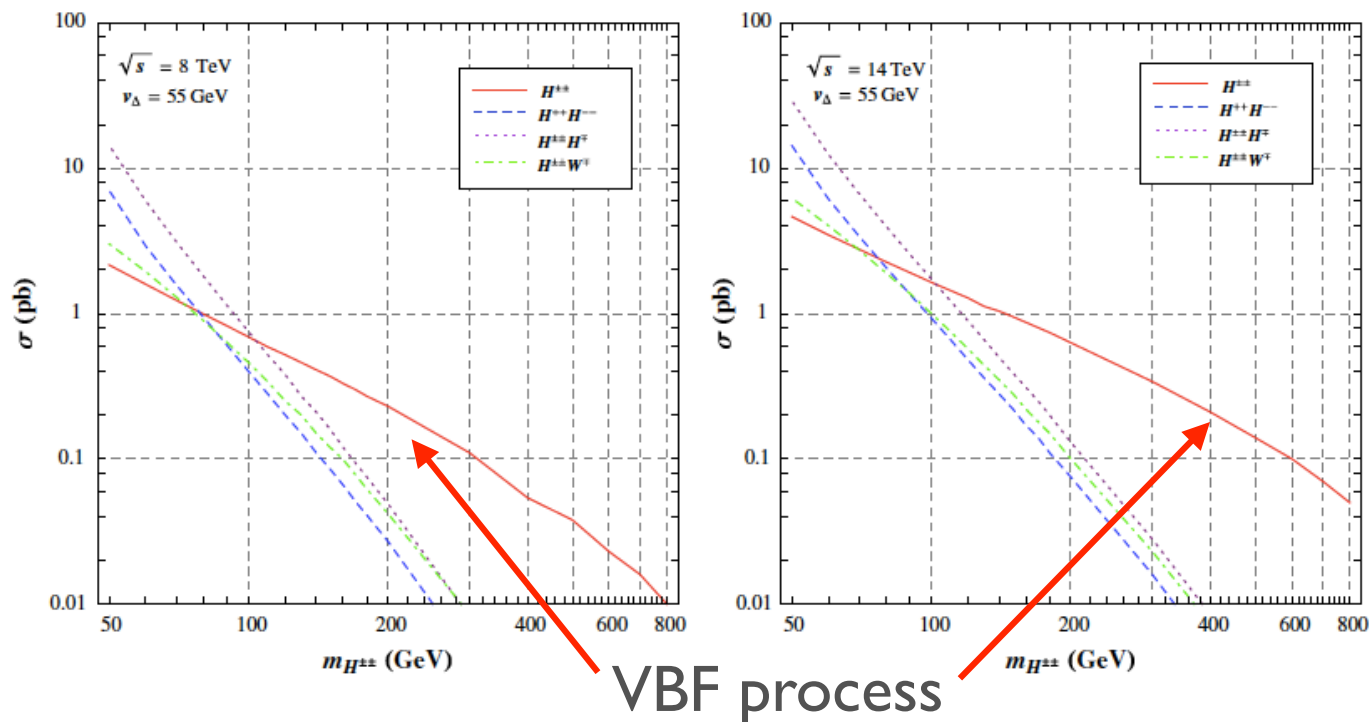 √s = 8 TeV
v_Δ = 55 GeV
H^±±
H^++H^−−
H^±±H^∓
H^±±W^∓
100
10
1
0.1
0.01
σ (pb)
50 100 200 400 600 800
m_H^±± (GeV)
√s = 14 TeV
v_Δ = 55 GeV
H^±±
H^++H^−−
H^±±H^∓
H^±±W^∓
100
10
1
0.1
0.01
σ (pb)
50 100 200 400 600 800
m_H^±± (GeV)
VBF process